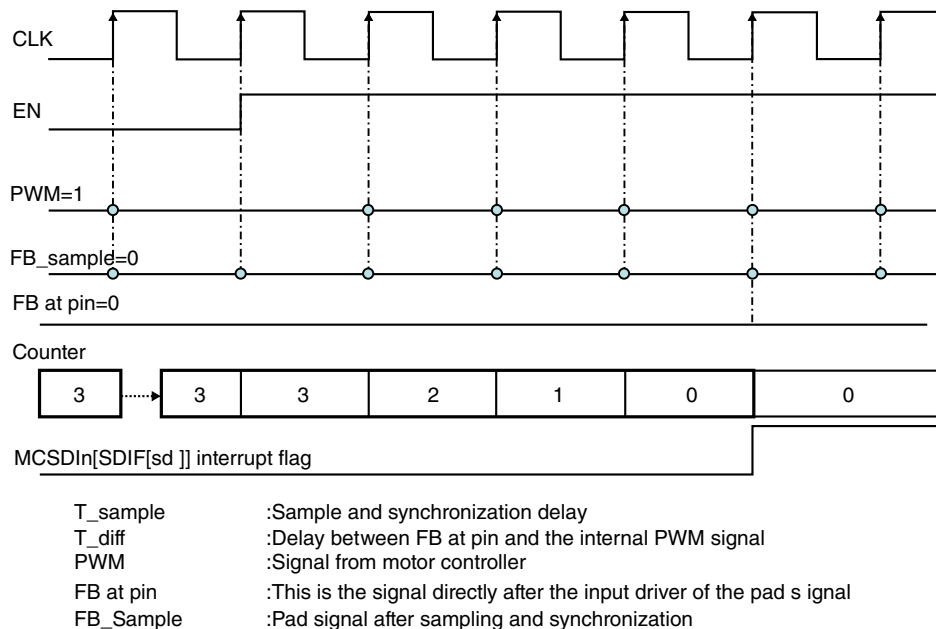 CLK
EN
PWM=1
FB_sample=0
FB at pin=0
Counter
3 3 3 2 1 0 0
MCSDIn[SDIF[sd ]] interrupt flag
T_sample :Sample and synchronization delay
T_diff :Delay between FB at pin and the internal PWM signal
PWM :Signal from motor controller
FB at pin :This is the signal directly after the input driver of the pad s ignal
FB_Sample :Pad signal after sampling and synchronization